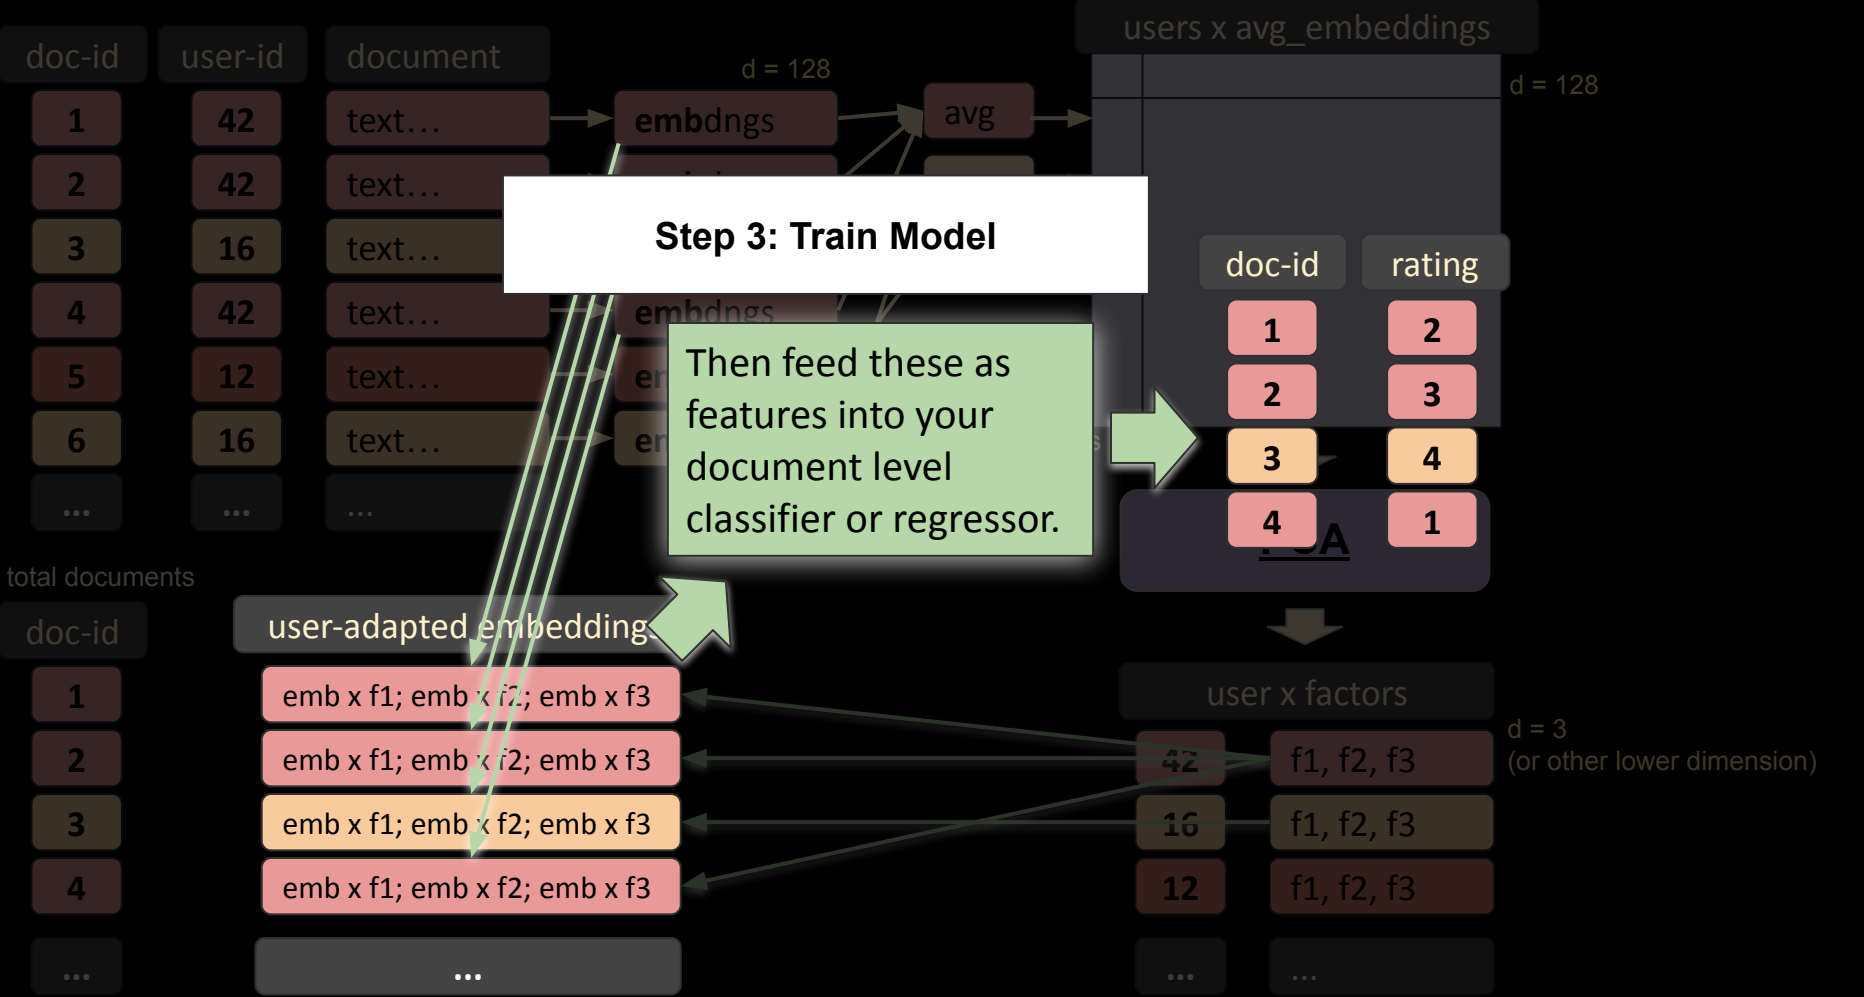 users x avg_embeddings
doc-id user-id document
d = 128
d = 128
1 42 text... embdngs avg
2 42 text...
Step 3: Train Model
3 16 text...
doc-id rating
4 42 text... embdngs
1 2
Then feed these as
features into your
document level
classifier or regressor.
5 12 text...
2 3
6 16 text...
3 4
... ... ...
4 1
total documents
doc-id user-adapted embeddings
1 emb x f1; emb x f2; emb x f3
user x factors
d = 3
(or other lower dimension)
2 emb x f1; emb x f2; emb x f3
42 f1, f2, f3
3 emb x f1; emb x f2; emb x f3
16 f1, f2, f3
4 emb x f1; emb x f2; emb x f3
12 f1, f2, f3
... ...
... ...